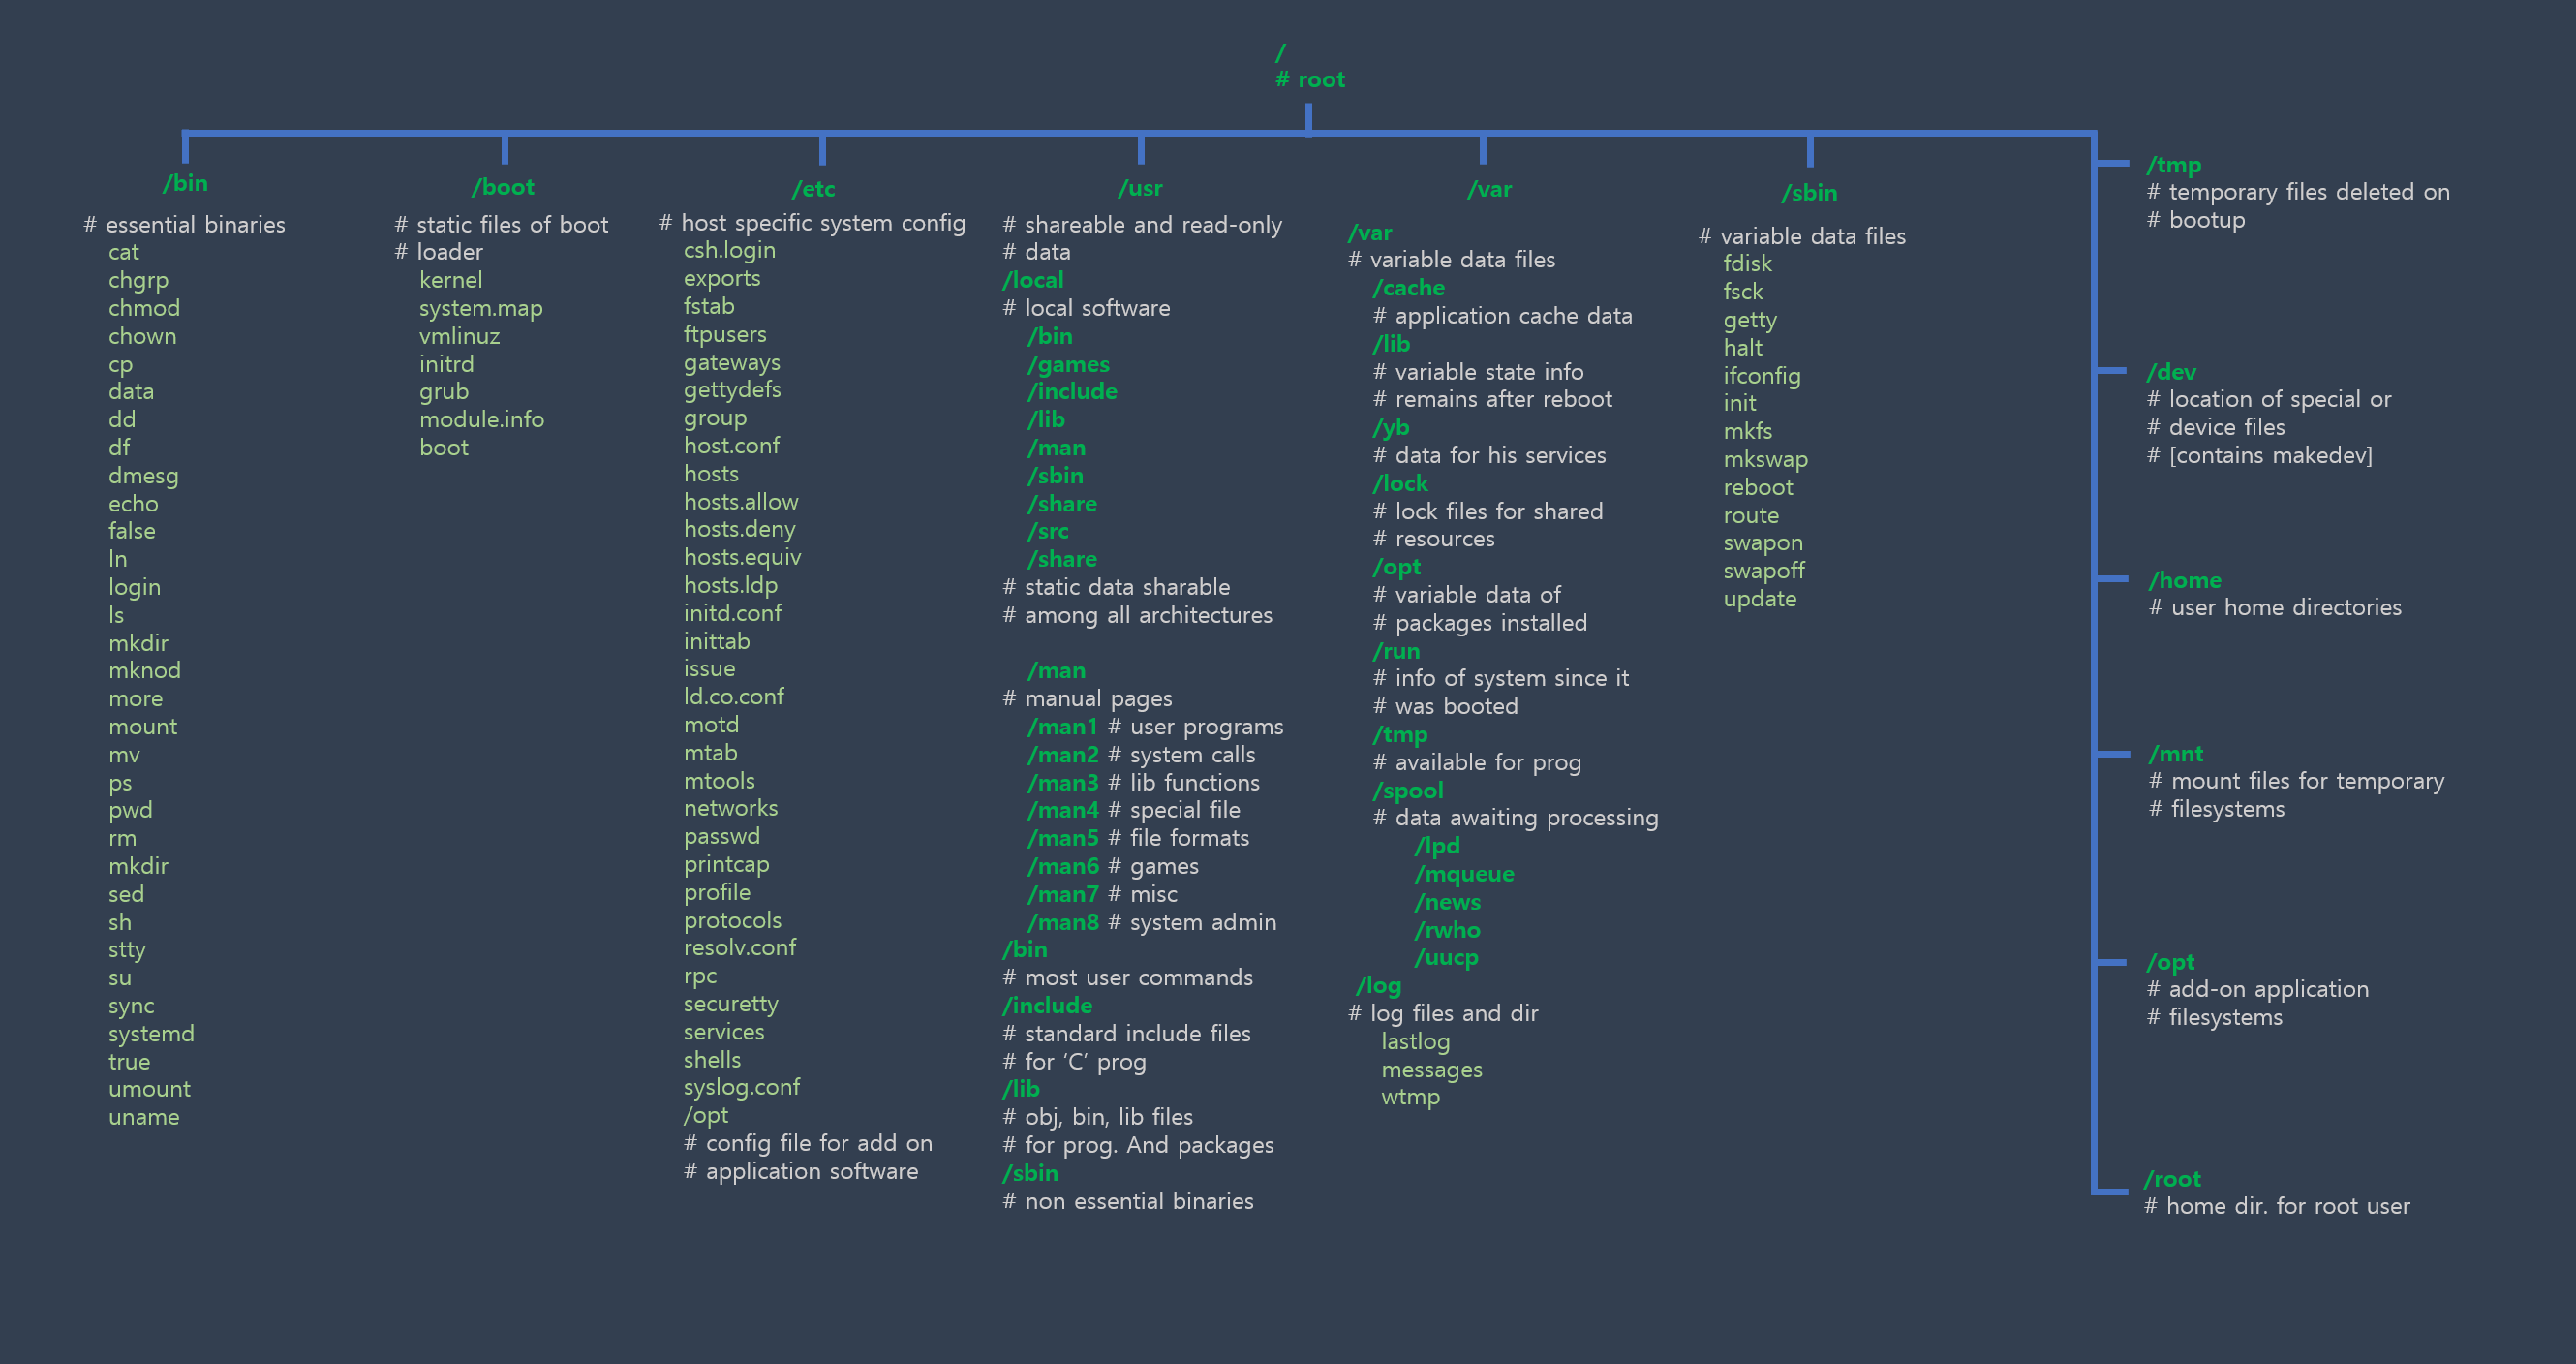 /
# root
/bin
# essential binaries
cat
chgrp
chmod
chown
cp
data
dd
df
dmesg
echo
false
ln
login
ls
mkdir
mknod
more
mount
mv
ps
pwd
rm
mkdir
sed
sh
stty
su
sync
systemd
true
umount
uname
/boot
# static files of boot
# loader
kernel
system.map
vmlinuz
initrd
grub
module.info
boot
/etc
# host specific system config
csh.login
exports
fstab
ftpusers
gateways
gettydefs
group
host.conf
hosts
hosts.allow
hosts.deny
hosts.equiv
hosts.ldp
initd.conf
inittab
issue
ld.co.conf
motd
mtab
mtools
networks
passwd
printcap
profile
protocols
resolv.conf
rpc
securetty
services
shells
syslog.conf
/opt
# config file for add on
# application software
/usr
# shareable and read-only
# data
/local
# local software
/bin
/games
/include
/lib
/man
/sbin
/share
/src
/share
# static data sharable
# among all architectures
/man
# manual pages
/man1 # user programs
/man2 # system calls
/man3 # lib functions
/man4 # special file
/man5 # file formats
/man6 # games
/man7 # misc
/man8 # system admin
/bin
# most user commands
/include
# standard include files
# for ‘C’ prog
/lib
# obj, bin, lib files
# for prog. And packages
/sbin
# non essential binaries
/var
/var
# variable data files
/cache
# application cache data
/lib
# variable state info
# remains after reboot
/yb
# data for his services
/lock
# lock files for shared
# resources
/opt
# variable data of
# packages installed
/run
# info of system since it
# was booted
/tmp
# available for prog
/spool
# data awaiting processing
/lpd
/mqueue
/news
/rwho
/uucp
/log
# log files and dir
lastlog
messages
wtmp
/sbin
# variable data files
fdisk
fsck
getty
halt
ifconfig
init
mkfs
mkswap
reboot
route
swapon
swapoff
update
/tmp
# temporary files deleted on
# bootup
/dev
# location of special or
# device files
# [contains makedev]
/home
# user home directories
/mnt
# mount files for temporary
# filesystems
/opt
# add-on application
# filesystems
/root
# home dir. for root user